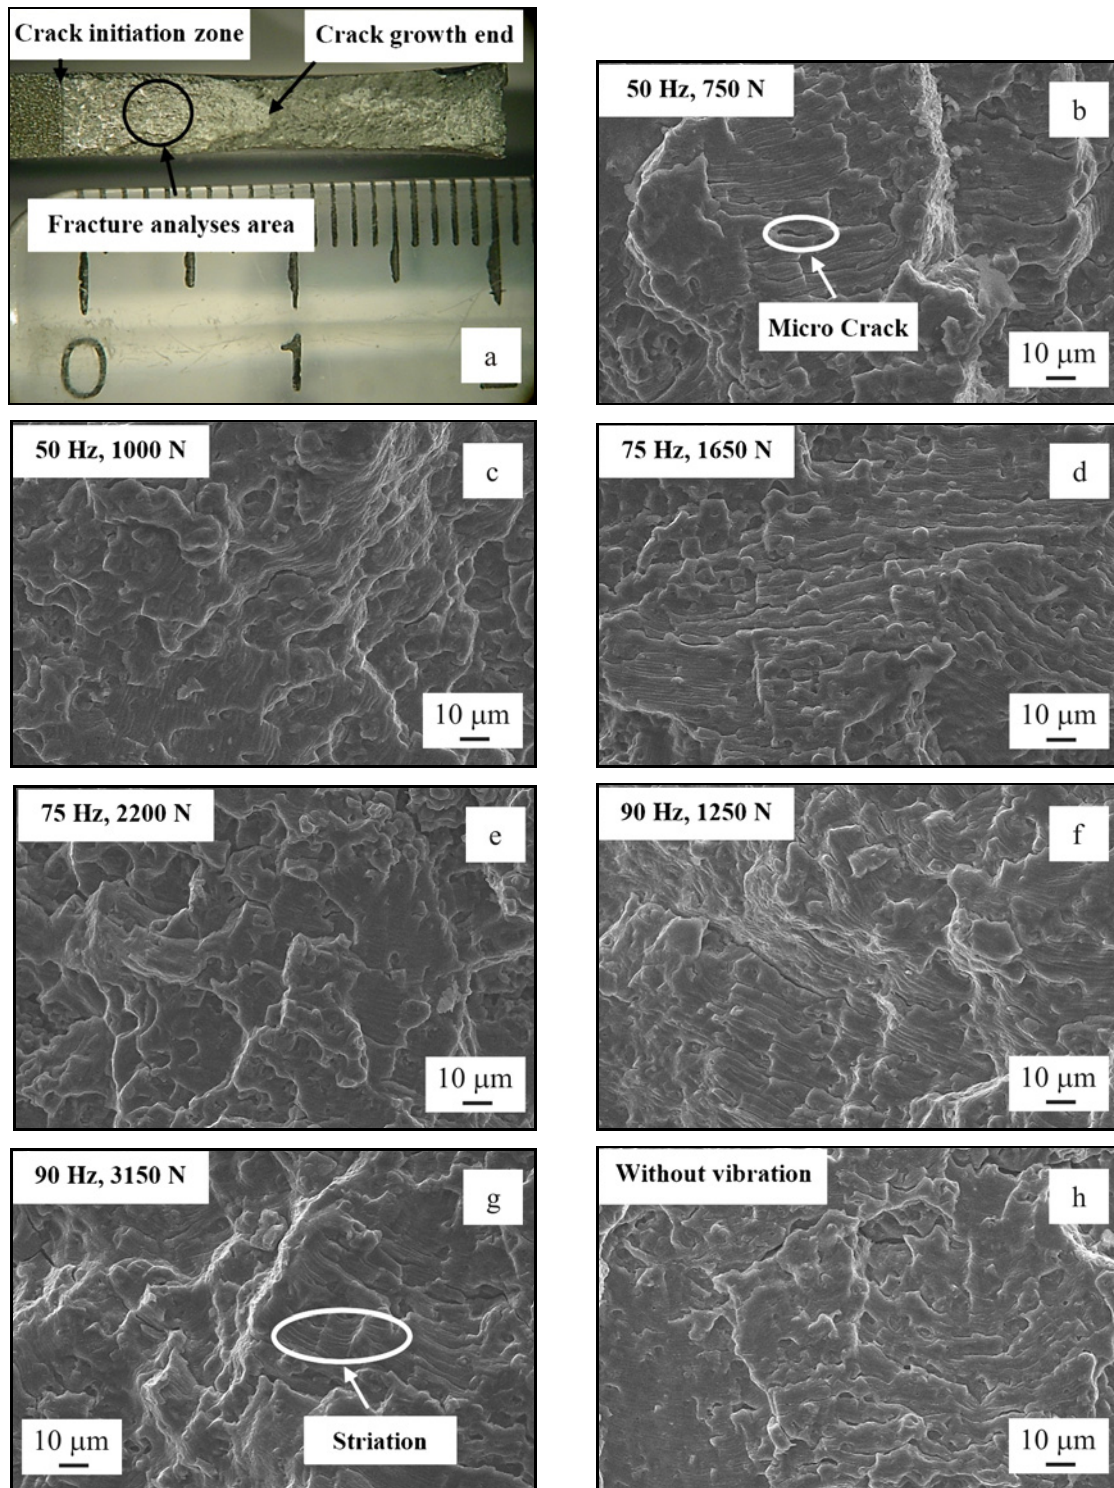 Crack initiation zone
Crack growth end
Fracture analyses area
0
1
a
50 Hz, 750 N
b
Micro Crack
10 μm
50 Hz, 1000 N
c
10 μm
75 Hz, 1650 N
d
10 μm
75 Hz, 2200 N
e
10 μm
90 Hz, 1250 N
f
10 μm
90 Hz, 3150 N
g
10 μm
Striation
Without vibration
h
10 μm